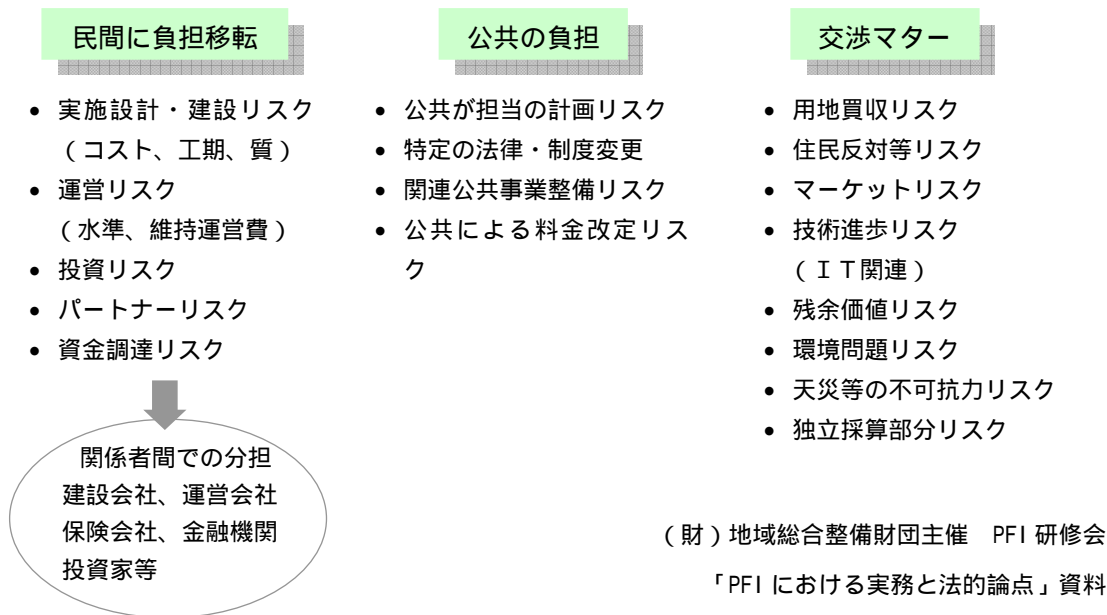 民間に負担移転
・ 実施設計・建設リスク
（コスト、工期、質）
・ 運営リスク
（水準、維持運営費）
・ 投資リスク
・ パートナーリスク
・ 資金調達リスク
関係者間での分担
建設会社、運営会社
保険会社、金融機関
投資家等
公共の負担
・ 公共が担当の計画リスク
・ 特定の法律・制度変更
・ 関連公共事業整備リスク
・ 公共による料金改定リス
ク
交渉マター
・ 用地買収リスク
・ 住民反対等リスク
・ マーケットリスク
・ 技術進歩リスク
（ＩＴ関連）
・ 残余価値リスク
・ 環境問題リスク
・ 天災等の不可抗力リスク
・ 独立採算部分リスク
（財）地域総合整備財団主催　PFI 研修会
「PFI における実務と法的論点」資料